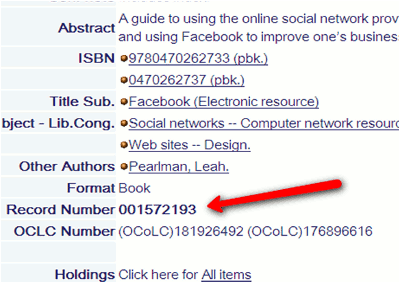 Abstract A guide to using the online social network prov
and using Facebook to improve one's business
ISBN 9780470262733 (pbk.)
0470262737 (pbk.)
Title Sub. Facebook (Electronic resource)
bject - Lib.Cong. Social networks -- Computer network resourc
Web sites -- Design.
Other Authors Pearlman, Leah.
Format Book
Record Number 001572193
OCLC Number (OCoLC)181926492 (OCoLC)176896616
Holdings Click here for All items